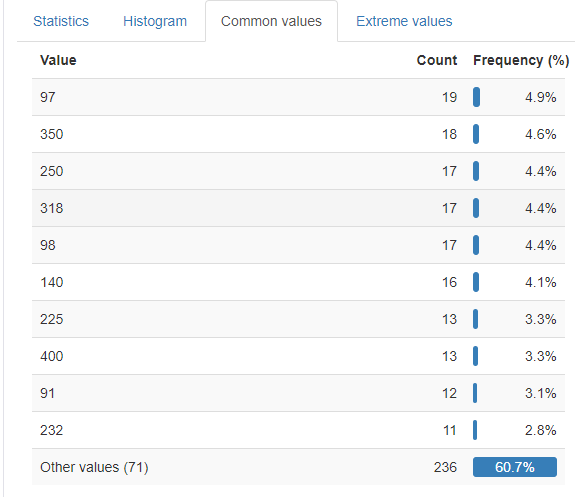 Statistics Histogram Common values Extreme values
Value Count Frequency (%)
97 19 4.9%
350 18 4.6%
250 17 4.4%
318 17 4.4%
98 17 4.4%
140 16 4.1%
225 13 3.3%
400 13 3.3%
91 12 3.1%
232 11 2.8%
Other values (71) 236 60.7%